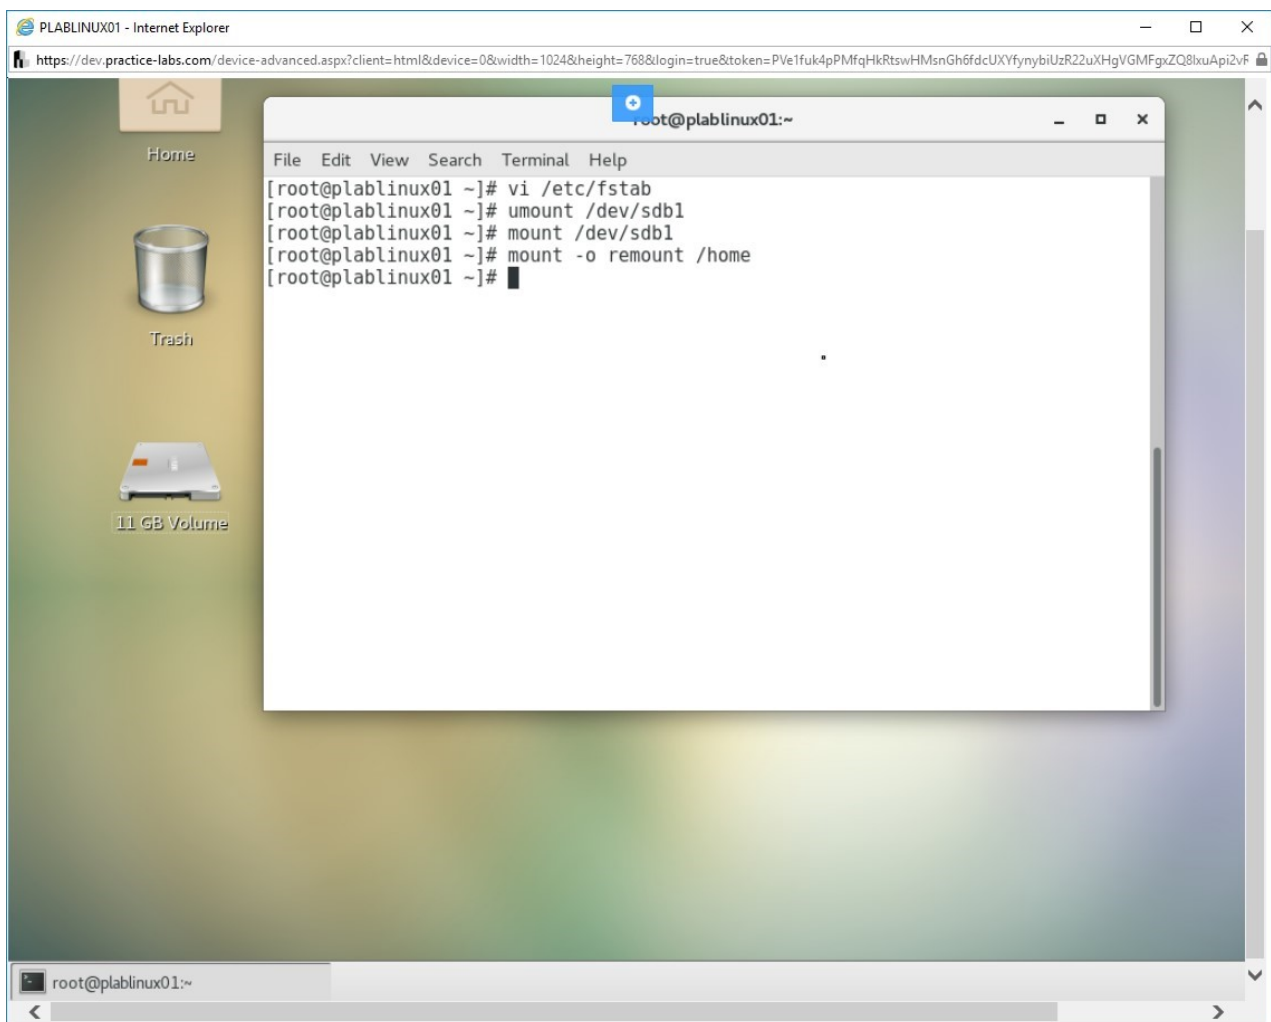 PLABLINUX01 - Internet Explorer
https://dev.practice-labs.com/device-advanced.aspx?client=html&device=0&width=1024&height=768&login=true&token=PVe1fuk4pPMfqHkRtswHMsnGh6fdcUXYfynybiUzR22uXHgVGMFgxZQ8lxuApi2vR
root@plablinux01:~
Home
File Edit View Search Terminal Help
[root@plablinux01 ~]# vi /etc/fstab
[root@plablinux01 ~]# umount /dev/sdb1
[root@plablinux01 ~]# mount /dev/sdb1
[root@plablinux01 ~]# mount -o remount /home
[root@plablinux01 ~]#
Trash
11 GB Volume
root@plablinux01:~